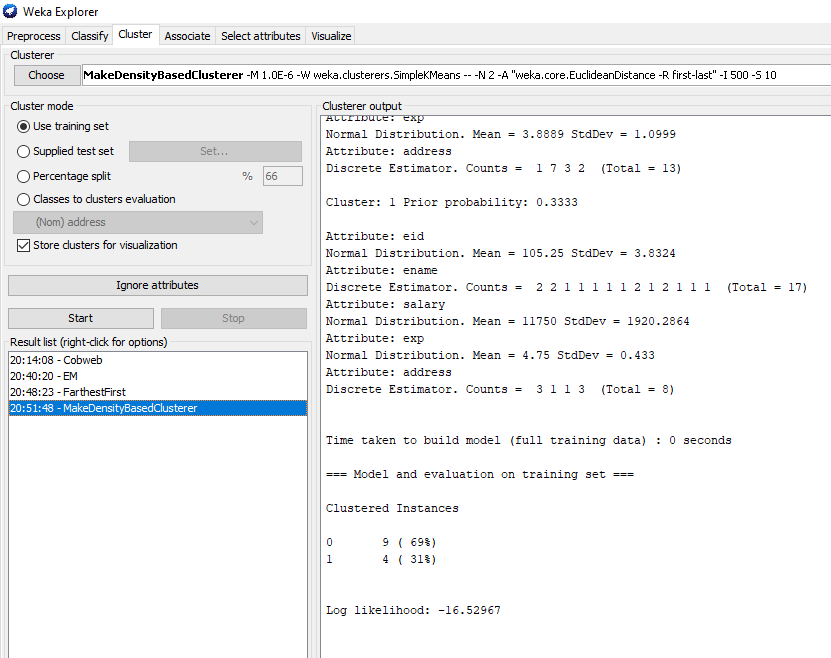 Weka Explorer
Preprocess Classify Cluster Associate Select attributes Visualize
Clusterer
Choose MakeDensityBasedClusterer -M 1.0E-6 -W weka.clusterers.SimpleKMeans -- -N 2 -A "weka.core.EuclideanDistance -R first-last" -I 500 -S 10
Cluster mode
Use training set
Supplied test set Set...
Percentage split % 66
Classes to clusters evaluation
(Nom) address
Store clusters for visualization
Ignore attributes
Start Stop
Result list (right-click for options)
20:14:08 - Cobweb
20:40:20 - EM
20:48:23 - FarthestFirst
20:51:48 - MakeDensityBasedClusterer
Clusterer output
Attribute: exp
Normal Distribution. Mean = 3.8889 StdDev = 1.0999
Attribute: address
Discrete Estimator. Counts =  1 7 3 2  (Total = 13)
Cluster: 1 Prior probability: 0.3333
Attribute: eid
Normal Distribution. Mean = 105.25 StdDev = 3.8324
Attribute: ename
Discrete Estimator. Counts =  2 2 1 1 1 1 1 2 1 2 1 1 1  (Total = 17)
Attribute: salary
Normal Distribution. Mean = 11750 StdDev = 1920.2864
Attribute: exp
Normal Distribution. Mean = 4.75 StdDev = 0.433
Attribute: address
Discrete Estimator. Counts =  3 1 1 3  (Total = 8)
Time taken to build model (full training data) : 0 seconds
=== Model and evaluation on training set ===
Clustered Instances
0 9 ( 69%)
1 4 ( 31%)
Log likelihood: -16.52967